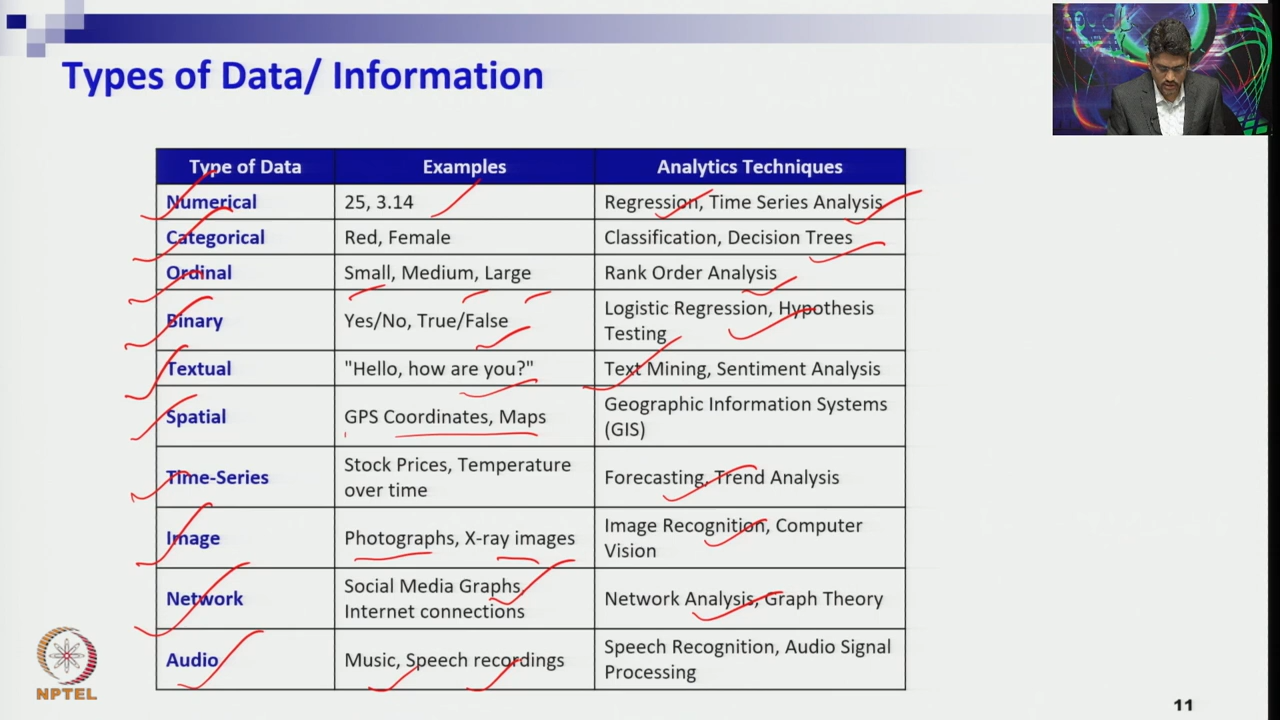 Types of Data/ Information
Type of Data Examples Analytics Techniques
Numerical 25, 3.14 Regression, Time Series Analysis
Categorical Red, Female Classification, Decision Trees
Ordinal Small, Medium, Large Rank Order Analysis
Binary Yes/No, True/False Logistic Regression, Hypothesis
Testing
Textual "Hello, how are you?" Text Mining, Sentiment Analysis
Spatial GPS Coordinates, Maps Geographic Information Systems
(GIS)
Time-Series Stock Prices, Temperature
over time Forecasting, Trend Analysis
Image Photographs, X-ray images Image Recognition, Computer
Vision
Network Social Media Graphs,
Internet connections Network Analysis, Graph Theory
Audio Music, Speech recordings Speech Recognition, Audio Signal
Processing
NPTEL
11